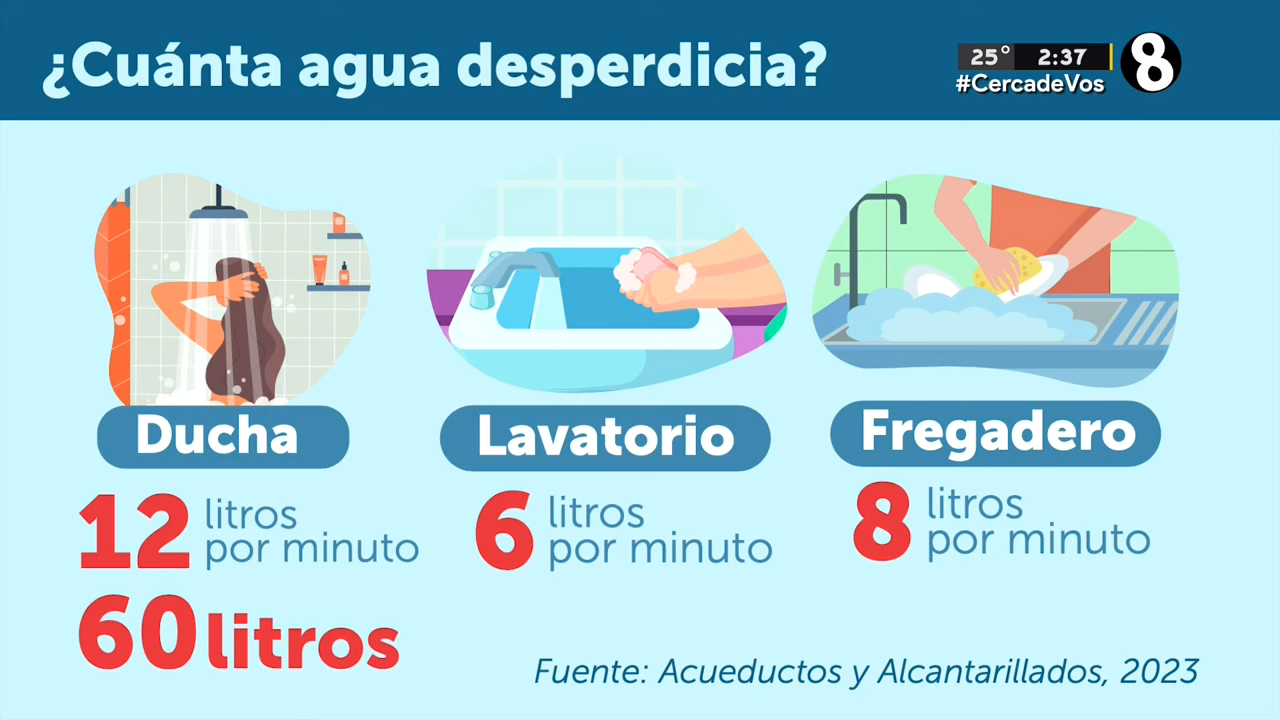 ¿Cuánta agua desperdicia?
25° 2:37
#CercadeVos
8
Ducha
12 litros
por minuto
60 litros
Lavatorio
6 litros
por minuto
Fregadero
8 litros
por minuto
Fuente: Acueductos y Alcantarillados, 2023